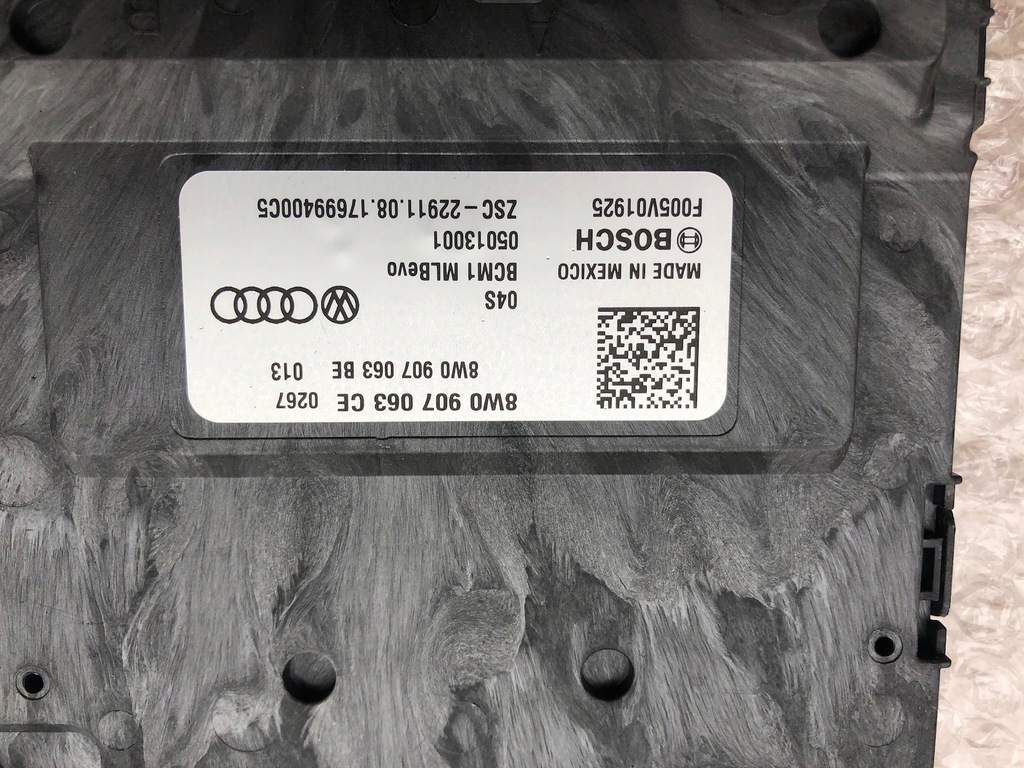 8W0 907 063 CE 0267
8W0 907 063 BE 013
04S
BCM1 MLBevo
05013001
ZSC-22911.08.17699400C5
MADE IN MEXICO
BOSCH
F005V01925